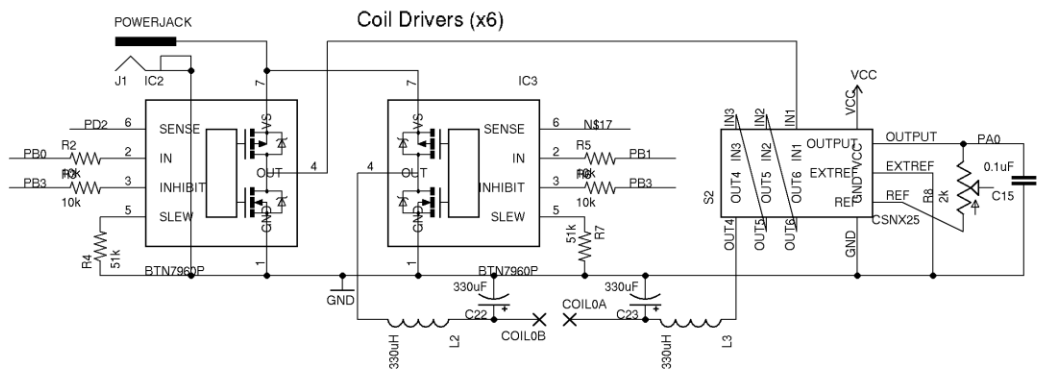 Coil Drivers (x6)
POWERJACK
J1
IC2
7
7
IC3
VCC
VCC
PD2
6
SENSE
VS
VS
SENSE
6
N$17
IN3
IN2
IN1
OUTPUT
OUTPUT
PA0
PB0
R2
10k
2
IN
IN
2
R5
PB1
IN3
IN2
IN1
VCC
EXTREF
EXTREF
0.1uF
OUT
4
4
OUT
PB3
10k
3
INHIBIT
INHIBIT
3
10k
PB3
S2
OUT4
OUT5
OUT6
REF
REF
R8
2k
C15
5
SLEW
GND
GND
SLEW
5
GND
CSNX25
R4
51k
51k
R7
OUT4
OUT5
OUT6
GND
BTN7960P
1
1
BTN7960P
GND
330uF
C22
COIL0A
330uF
C23
COIL0B
330uH
L2
330uH
L3